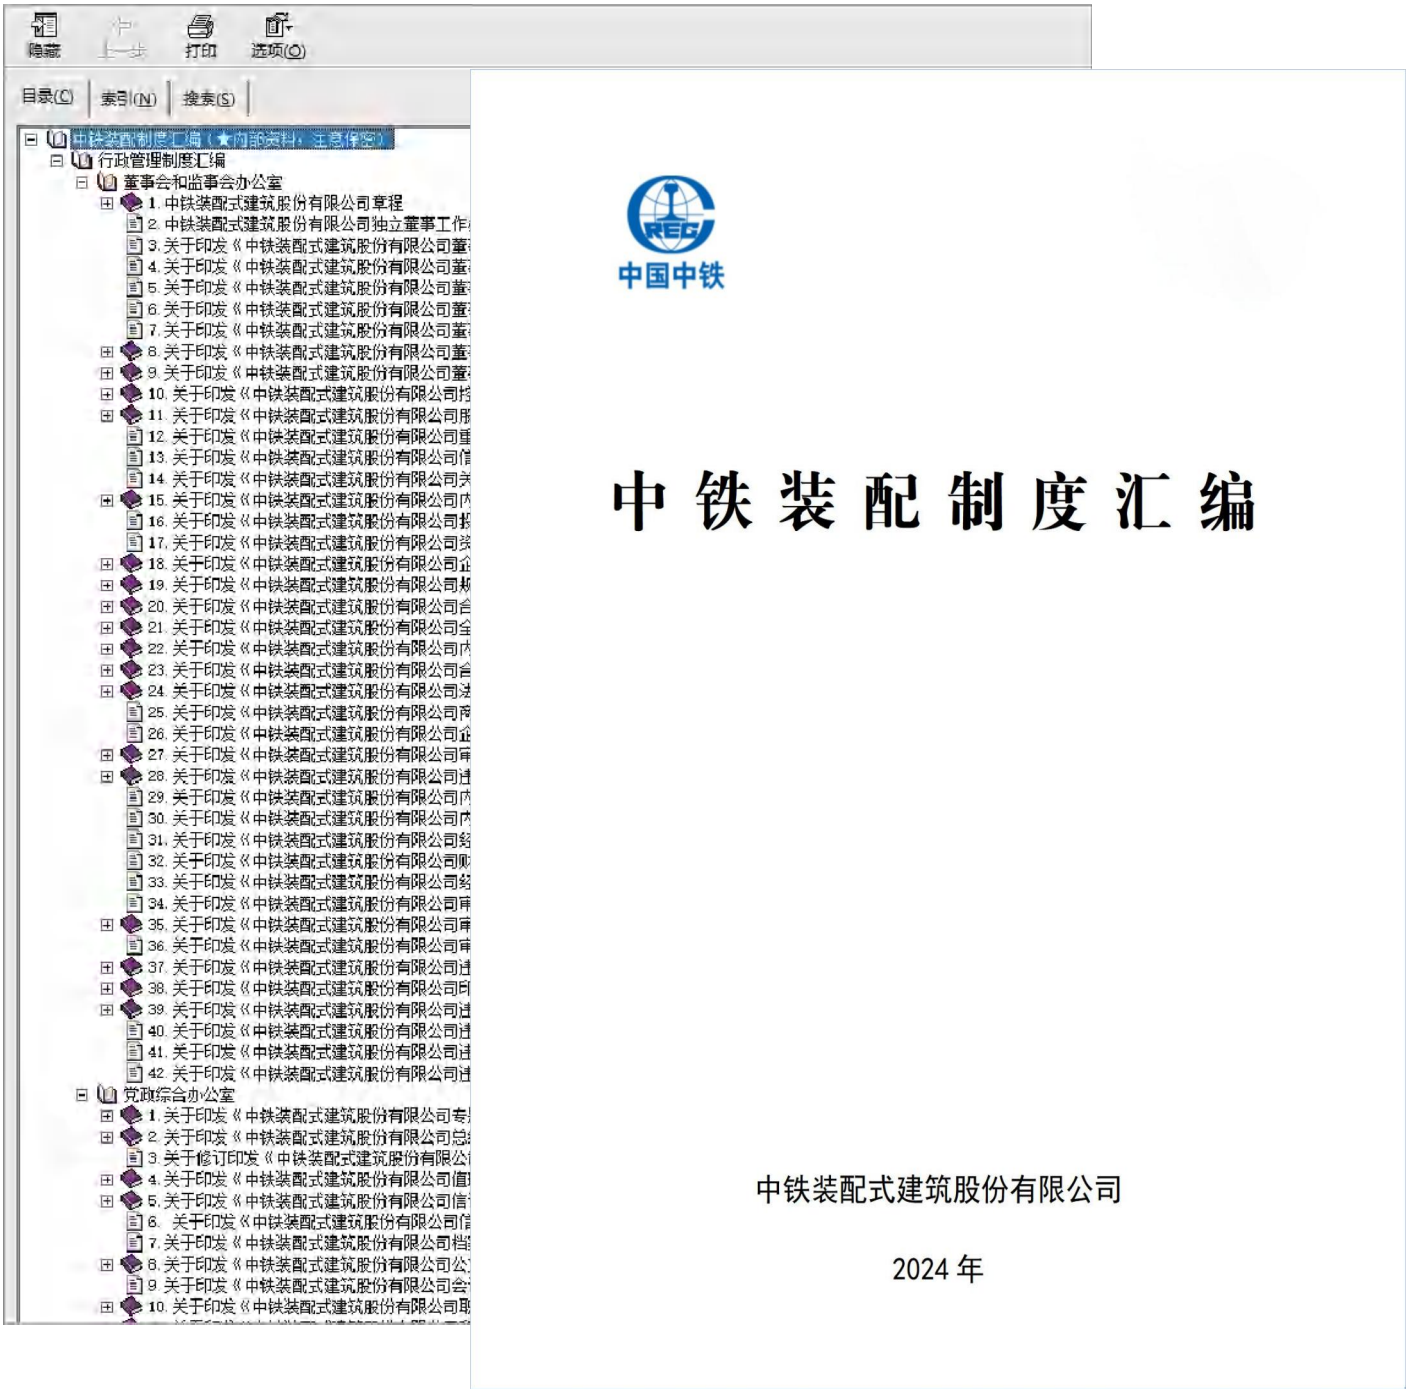 隐藏 上一步 打印 选项(O)
目录(C) 索引(N) 搜索(S)
中铁装配制度汇编（★内部资料，注意保密）
行政管理制度汇编
董事会和监事会办公室
1. 中铁装配式建筑股份有限公司章程
2. 中铁装配式建筑股份有限公司独立董事工作
3. 关于印发《中铁装配式建筑股份有限公司董
4. 关于印发《中铁装配式建筑股份有限公司董
5. 关于印发《中铁装配式建筑股份有限公司董
6. 关于印发《中铁装配式建筑股份有限公司董
7. 关于印发《中铁装配式建筑股份有限公司董
8. 关于印发《中铁装配式建筑股份有限公司董
9. 关于印发《中铁装配式建筑股份有限公司董
10. 关于印发《中铁装配式建筑股份有限公司控
11. 关于印发《中铁装配式建筑股份有限公司股
12. 关于印发《中铁装配式建筑股份有限公司重
13. 关于印发《中铁装配式建筑股份有限公司信
14. 关于印发《中铁装配式建筑股份有限公司关
15. 关于印发《中铁装配式建筑股份有限公司内
16. 关于印发《中铁装配式建筑股份有限公司投
17. 关于印发《中铁装配式建筑股份有限公司资
18. 关于印发《中铁装配式建筑股份有限公司企
19. 关于印发《中铁装配式建筑股份有限公司规
20. 关于印发《中铁装配式建筑股份有限公司合
21. 关于印发《中铁装配式建筑股份有限公司全
22. 关于印发《中铁装配式建筑股份有限公司内
23. 关于印发《中铁装配式建筑股份有限公司合
24. 关于印发《中铁装配式建筑股份有限公司法
25. 关于印发《中铁装配式建筑股份有限公司商
26. 关于印发《中铁装配式建筑股份有限公司企
27. 关于印发《中铁装配式建筑股份有限公司审
28. 关于印发《中铁装配式建筑股份有限公司违
29. 关于印发《中铁装配式建筑股份有限公司内
30. 关于印发《中铁装配式建筑股份有限公司内
31. 关于印发《中铁装配式建筑股份有限公司经
32. 关于印发《中铁装配式建筑股份有限公司财
33. 关于印发《中铁装配式建筑股份有限公司经
34. 关于印发《中铁装配式建筑股份有限公司审
35. 关于印发《中铁装配式建筑股份有限公司审
36. 关于印发《中铁装配式建筑股份有限公司审
37. 关于印发《中铁装配式建筑股份有限公司违
38. 关于印发《中铁装配式建筑股份有限公司印
39. 关于印发《中铁装配式建筑股份有限公司违
40. 关于印发《中铁装配式建筑股份有限公司违
41. 关于印发《中铁装配式建筑股份有限公司违
42. 关于印发《中铁装配式建筑股份有限公司违
党政综合办公室
1. 关于印发《中铁装配式建筑股份有限公司专
2. 关于印发《中铁装配式建筑股份有限公司总
3. 关于修订印发《中铁装配式建筑股份有限公
4. 关于印发《中铁装配式建筑股份有限公司值
5. 关于印发《中铁装配式建筑股份有限公司信
6. 关于印发《中铁装配式建筑股份有限公司信
7. 关于印发《中铁装配式建筑股份有限公司档
8. 关于印发《中铁装配式建筑股份有限公司公
9. 关于印发《中铁装配式建筑股份有限公司会
10. 关于印发《中铁装配式建筑股份有限公司职
CREC
中国中铁
中铁装配制度汇编
中铁装配式建筑股份有限公司
2024 年